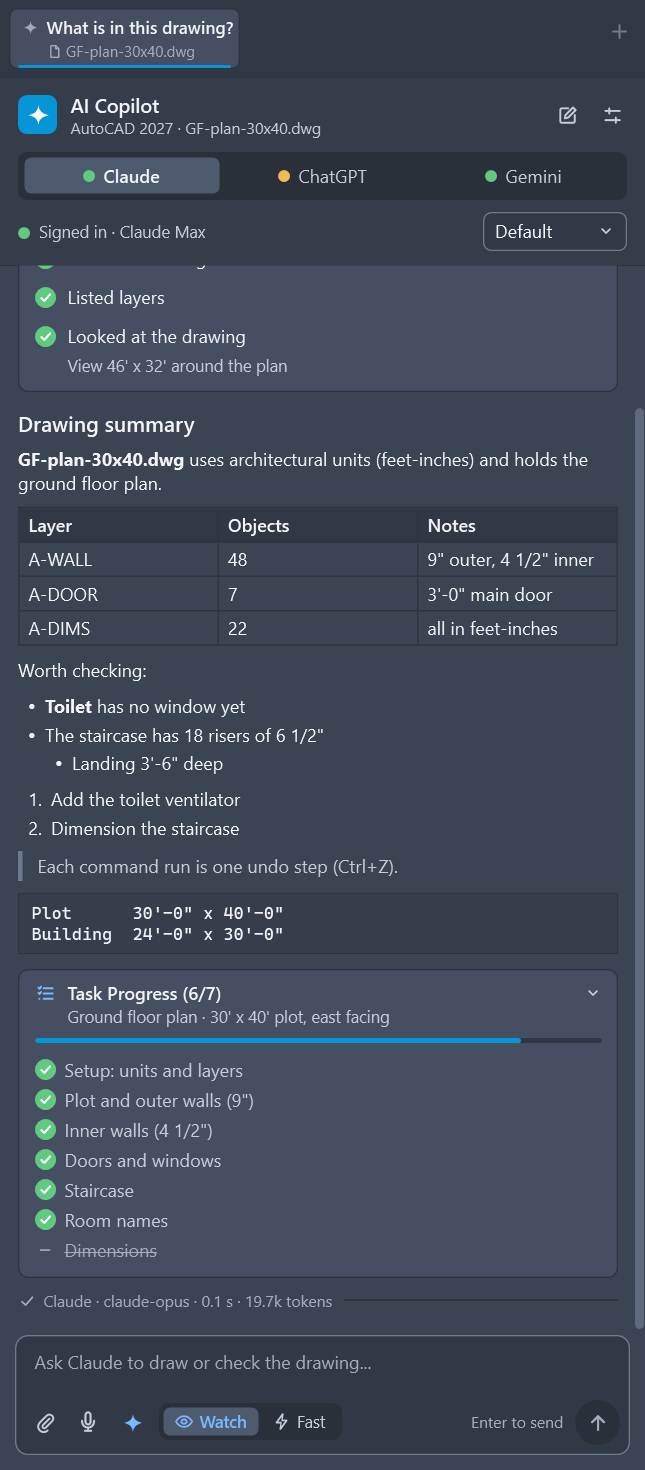 What is in this drawing?
GF-plan-30x40.dwg
AI Copilot
AutoCAD 2027 · GF-plan-30x40.dwg
Claude
ChatGPT
Gemini
Signed in · Claude Max
Default
Listed layers
Looked at the drawing
View 46' x 32' around the plan
Drawing summary
GF-plan-30x40.dwg uses architectural units (feet-inches) and holds the
ground floor plan.
Layer Objects Notes
A-WALL 48 9" outer, 4 1/2" inner
A-DOOR 7 3'-0" main door
A-DIMS 22 all in feet-inches
Worth checking:
• Toilet has no window yet
• The staircase has 18 risers of 6 1/2"
• Landing 3'-6" deep
1. Add the toilet ventilator
2. Dimension the staircase
Each command run is one undo step (Ctrl+Z).
Plot 30'-0" x 40'-0"
Building 24'-0" x 30'-0"
Task Progress (6/7)
Ground floor plan · 30' x 40' plot, east facing
Setup: units and layers
Plot and outer walls (9")
Inner walls (4 1/2")
Doors and windows
Staircase
Room names
Dimensions
Claude · claude-opus · 0.1 s · 19.7k tokens
Ask Claude to draw or check the drawing...
Watch
Fast
Enter to send